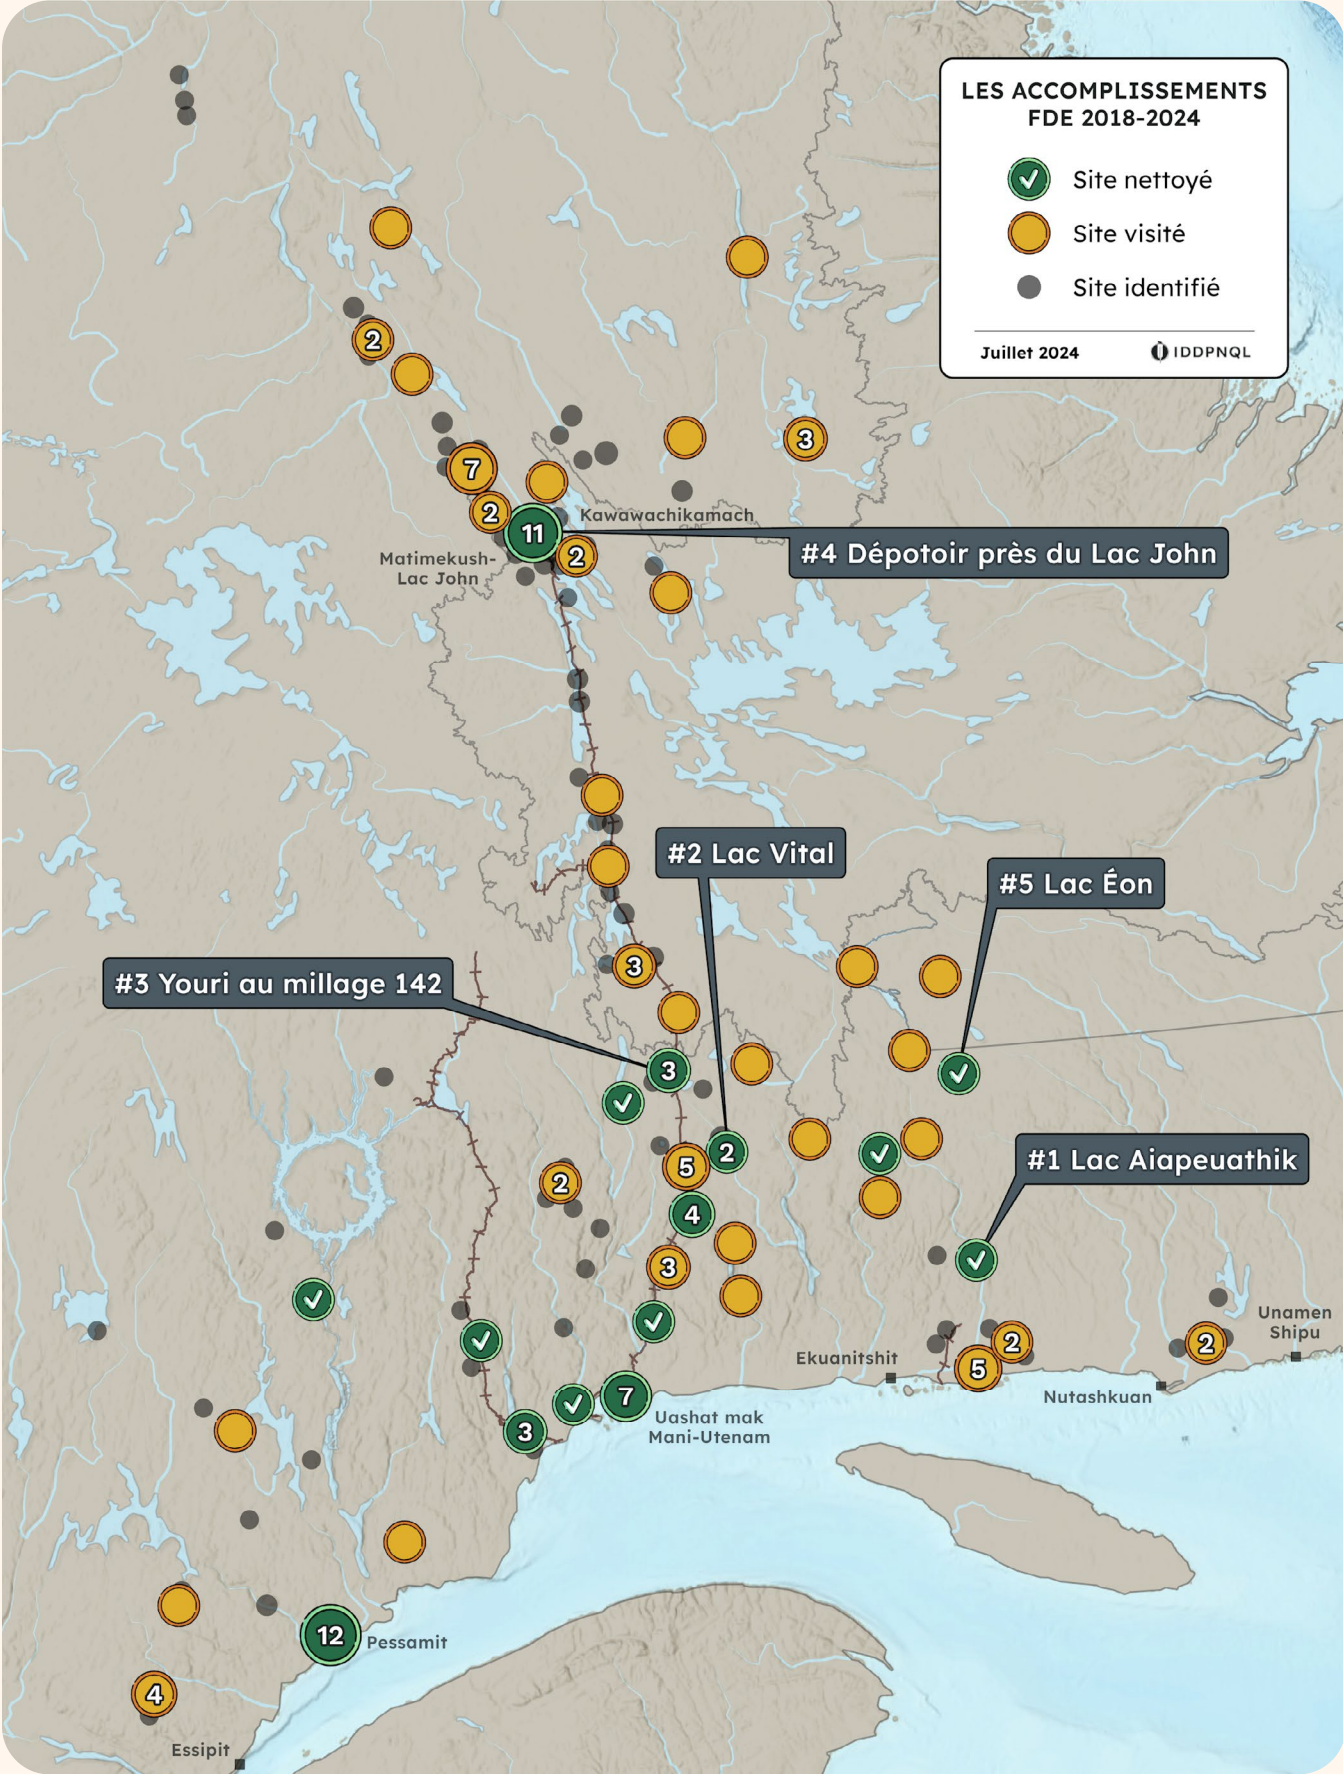 LES ACCOMPLISSEMENTS
FDE 2018-2024
Site nettoyé
Site visité
Site identifié
Juillet 2024
IDDPNQL
2
3
7
2
11
Kawawachikamach
#4 Dépotoir près du Lac John
2
Matimekush-
Lac John
#2 Lac Vital
#5 Lac Éon
3
#3 Youri au millage 142
3
2
5
#1 Lac Aiapeuathik
2
4
3
Unamen
Shipu
2
2
Ekuanitshit
5
Nutashkuan
7
Uashat mak
Mani-Utenam
3
12
Pessamit
4
Essipit